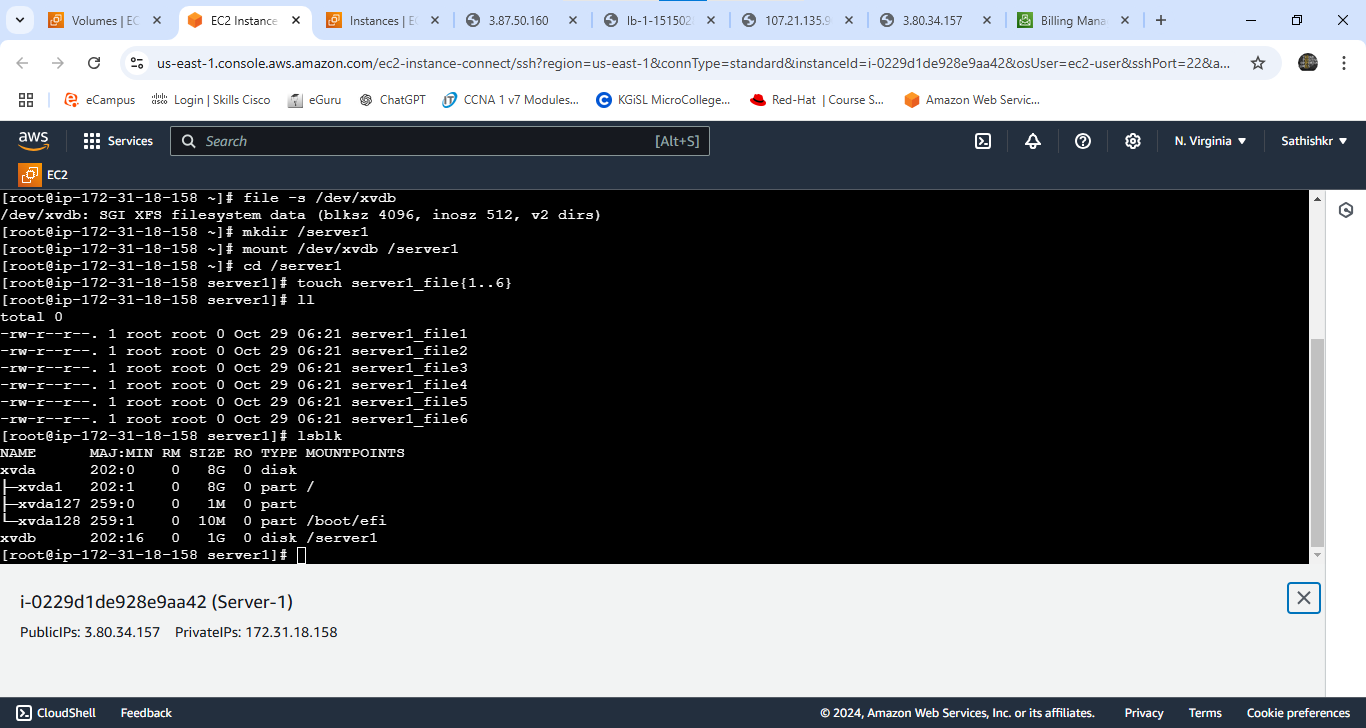 Volumes | EC
EC2 Instance
Instances | EC
3.87.50.160
lb-1-151502
107.21.135.9
3.80.34.157
Billing Mana
us-east-1.console.aws.amazon.com/ec2-instance-connect/ssh?region=us-east-1&connType=standard&instanceId=i-0229d1de928e9aa42&osUser=ec2-user&sshPort=22&a...
eCampus
Login | Skills Cisco
eGuru
ChatGPT
CCNA 1 v7 Modules...
KGiSL MicroCollege...
Red-Hat | Course S...
Amazon Web Servic...
aws
Services
Search
[Alt+S]
N. Virginia
Sathishkr
EC2
[root@ip-172-31-18-158 ~]# file -s /dev/xvdb
/dev/xvdb: SGI XFS filesystem data (blksz 4096, inosz 512, v2 dirs)
[root@ip-172-31-18-158 ~]# mkdir /server1
[root@ip-172-31-18-158 ~]# mount /dev/xvdb /server1
[root@ip-172-31-18-158 ~]# cd /server1
[root@ip-172-31-18-158 server1]# touch server1_file{1..6}
[root@ip-172-31-18-158 server1]# ll
total 0
-rw-r--r--. 1 root root 0 Oct 29 06:21 server1_file1
-rw-r--r--. 1 root root 0 Oct 29 06:21 server1_file2
-rw-r--r--. 1 root root 0 Oct 29 06:21 server1_file3
-rw-r--r--. 1 root root 0 Oct 29 06:21 server1_file4
-rw-r--r--. 1 root root 0 Oct 29 06:21 server1_file5
-rw-r--r--. 1 root root 0 Oct 29 06:21 server1_file6
[root@ip-172-31-18-158 server1]# lsblk
NAME      MAJ:MIN RM SIZE RO TYPE MOUNTPOINTS
xvda      202:0    0   8G  0 disk
├─xvda1   202:1    0   8G  0 part /
├─xvda127 259:0    0   1M  0 part
└─xvda128 259:1    0  10M  0 part /boot/efi
xvdb      202:16   0   1G  0 disk /server1
[root@ip-172-31-18-158 server1]#
i-0229d1de928e9aa42 (Server-1)
PublicIPs: 3.80.34.157 PrivateIPs: 172.31.18.158
CloudShell
Feedback
© 2024, Amazon Web Services, Inc. or its affiliates.
Privacy
Terms
Cookie preferences